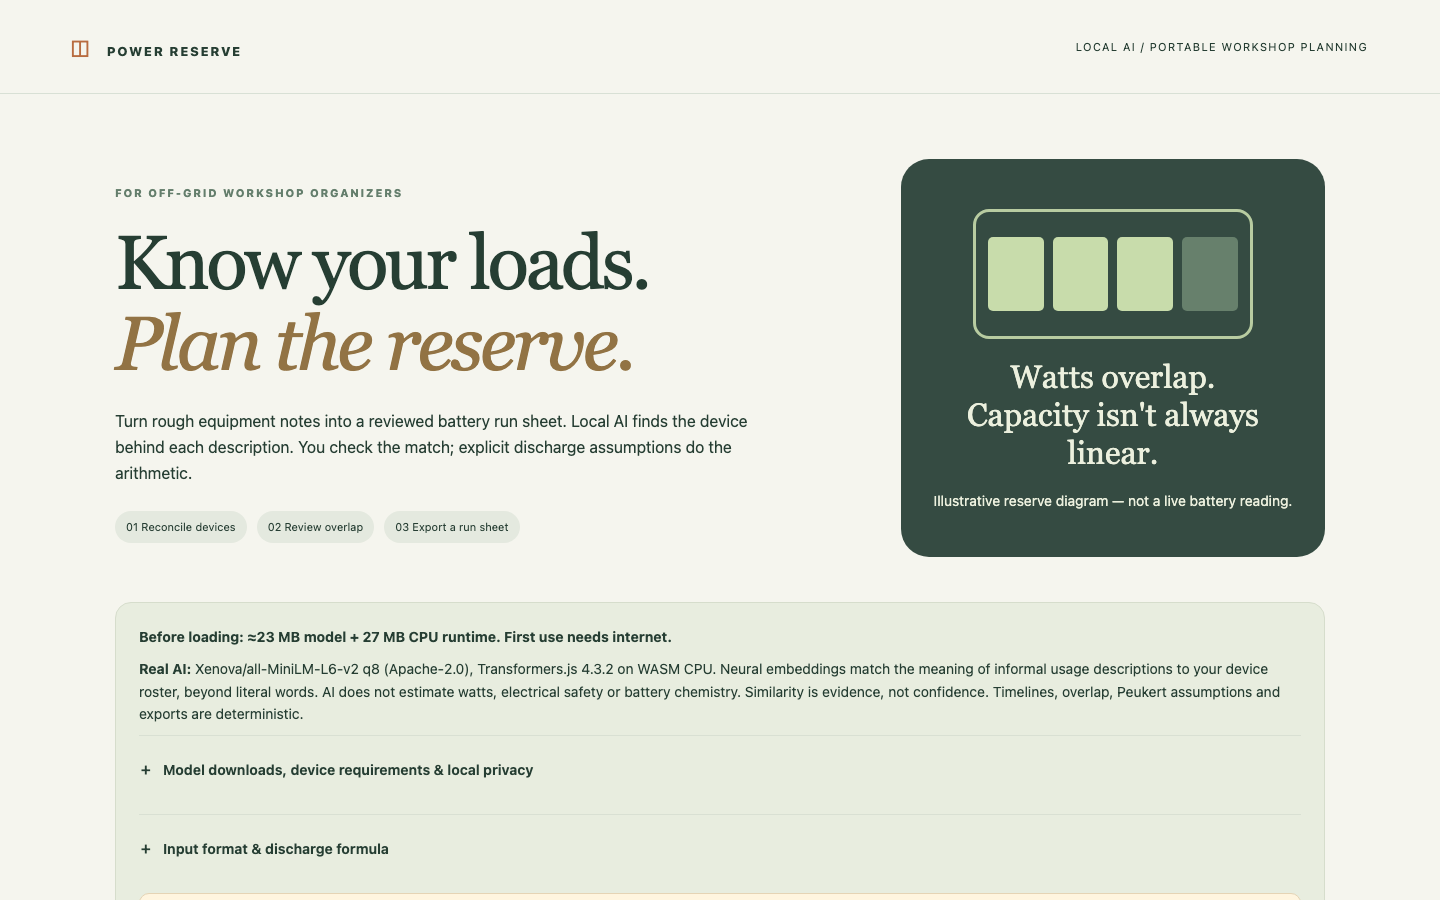 POWER RESERVE
LOCAL AI / PORTABLE WORKSHOP PLANNING
FOR OFF-GRID WORKSHOP ORGANIZERS
Know your loads.
Plan the reserve.
Turn rough equipment notes into a reviewed battery run sheet. Local AI finds the device
behind each description. You check the match; explicit discharge assumptions do the
arithmetic.
01 Reconcile devices
02 Review overlap
03 Export a run sheet
Watts overlap.
Capacity isn't always
linear.
Illustrative reserve diagram — not a live battery reading.
Before loading: ≈23 MB model + 27 MB CPU runtime. First use needs internet.
Real AI: Xenova/all-MiniLM-L6-v2 q8 (Apache-2.0), Transformers.js 4.3.2 on WASM CPU. Neural embeddings match the meaning of informal usage descriptions to your device
roster, beyond literal words. AI does not estimate watts, electrical safety or battery chemistry. Similarity is evidence, not confidence. Timelines, overlap, Peukert assumptions and
exports are deterministic.
+ Model downloads, device requirements & local privacy
+ Input format & discharge formula